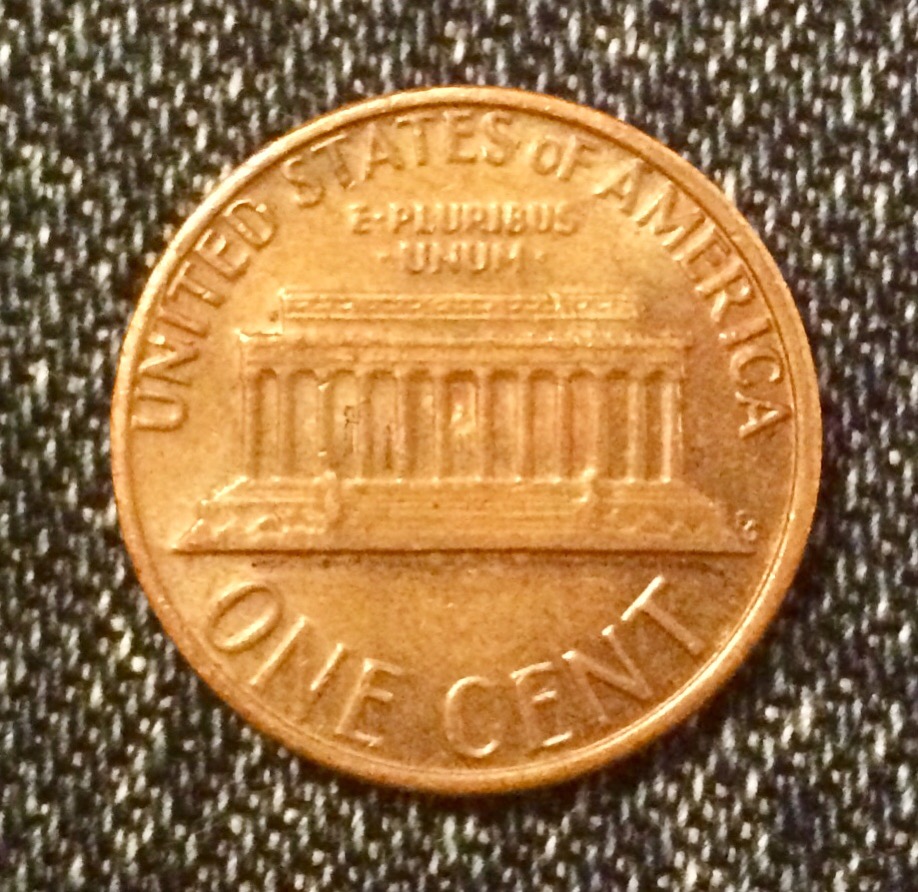 UNITED STATES OF AMERICA
E·PLURIBUS
·UNUM·
ONE CENT